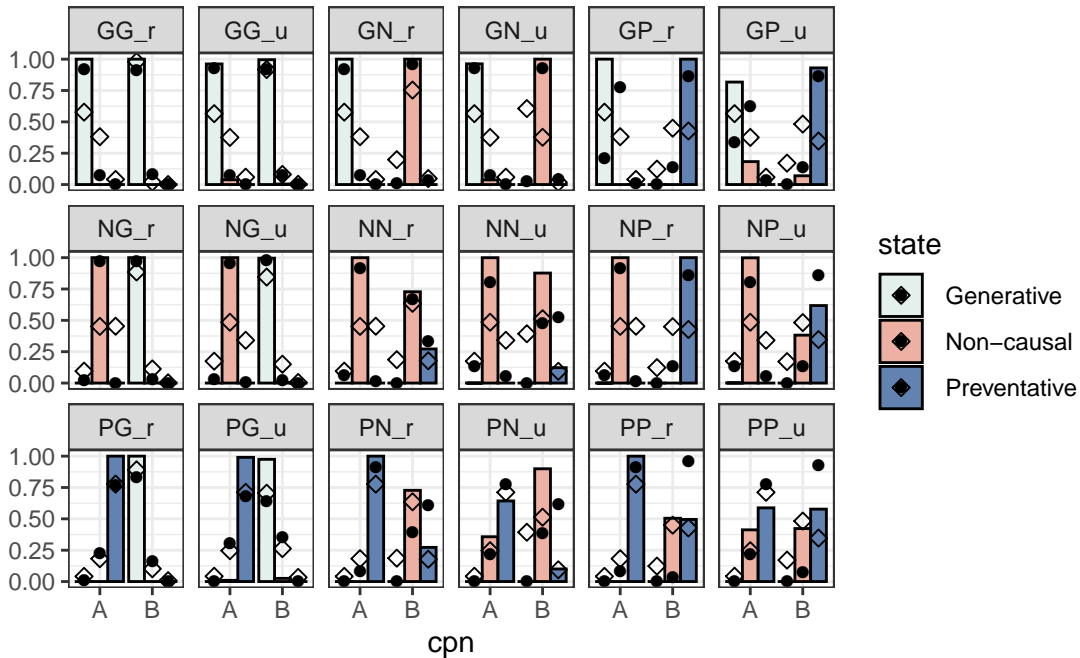 GG_r GG_u GN_r GN_u GP_r GP_u
1.00
0.75
0.50
0.25
0.00
NG_r NG_u NN_r NN_u NP_r NP_u
1.00
0.75
0.50
0.25
0.00
PG_r PG_u PN_r PN_u PP_r PP_u
1.00
0.75
0.50
0.25
0.00
A B A B A B A B A B A B
cpn
state
Generative
Non−causal
Preventative